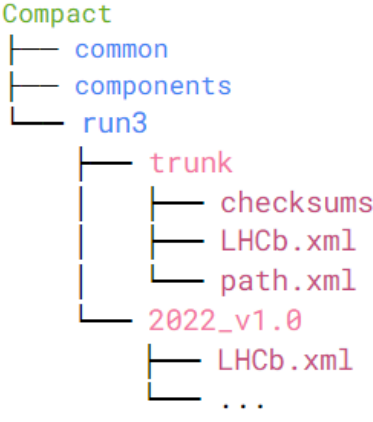 Compact
├── common
├── components
└── run3
    ├── trunk
    │   ├── checksums
    │   ├── LHCb.xml
    │   └── path.xml
    └── 2022_v1.0
        ├── LHCb.xml
        └── ...